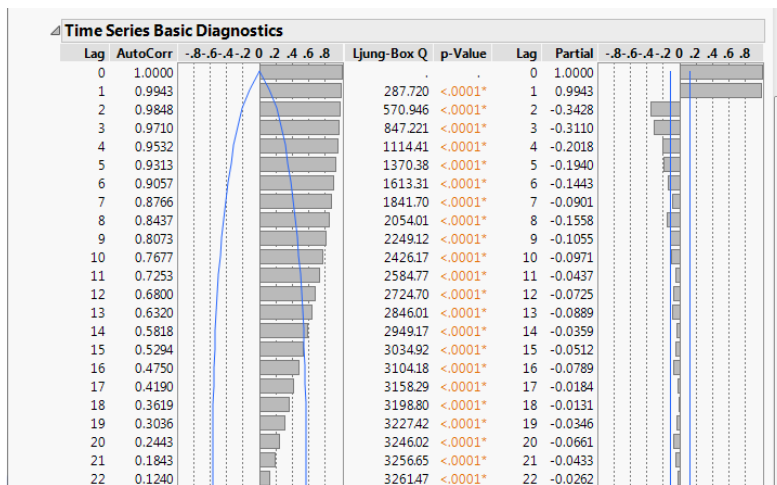 Time Series Basic Diagnostics
Lag AutoCorr -.8-.6-.4-.2 0 .2 .4 .6 .8 Ljung-Box Q p-Value Lag Partial -.8-.6-.4-.2 0 .2 .4 .6 .8
0 1.0000 . . 0 1.0000
1 0.9943 287.720 <.0001* 1 0.9943
2 0.9848 570.946 <.0001* 2 -0.3428
3 0.9710 847.221 <.0001* 3 -0.3110
4 0.9532 1114.41 <.0001* 4 -0.2018
5 0.9313 1370.38 <.0001* 5 -0.1940
6 0.9057 1613.31 <.0001* 6 -0.1443
7 0.8766 1841.70 <.0001* 7 -0.0901
8 0.8437 2054.01 <.0001* 8 -0.1558
9 0.8073 2249.12 <.0001* 9 -0.1055
10 0.7677 2426.17 <.0001* 10 -0.0971
11 0.7253 2584.77 <.0001* 11 -0.0437
12 0.6800 2724.70 <.0001* 12 -0.0725
13 0.6320 2846.01 <.0001* 13 -0.0889
14 0.5818 2949.17 <.0001* 14 -0.0359
15 0.5294 3034.92 <.0001* 15 -0.0512
16 0.4750 3104.18 <.0001* 16 -0.0789
17 0.4190 3158.29 <.0001* 17 -0.0184
18 0.3619 3198.80 <.0001* 18 -0.0131
19 0.3036 3227.42 <.0001* 19 -0.0346
20 0.2443 3246.02 <.0001* 20 -0.0661
21 0.1843 3256.65 <.0001* 21 -0.0433
22 0.1240 3261.47 <.0001* 22 -0.0262